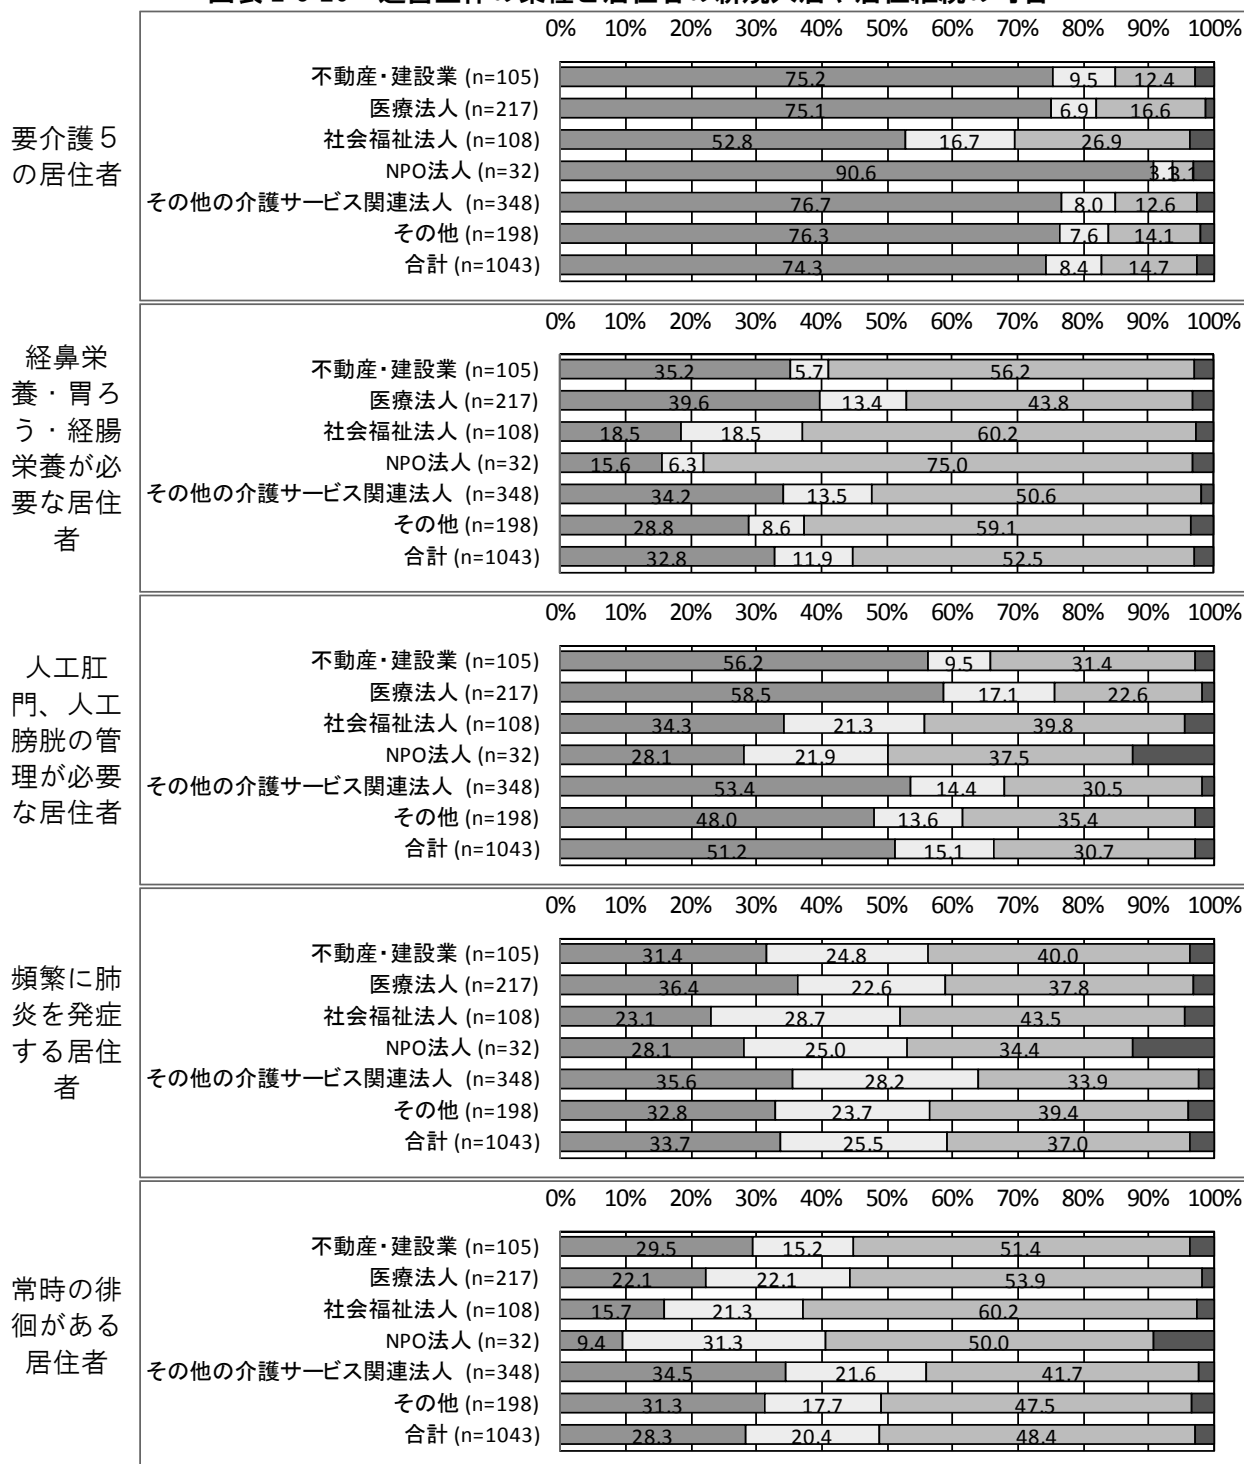 0% 10% 20% 30% 40% 50% 60% 70% 80% 90% 100%
要介護５
の居住者
不動産・建設業 (n=105) 75.2 9.5 12.4
医療法人 (n=217) 75.1 6.9 16.6
社会福祉法人 (n=108) 52.8 16.7 26.9
NPO法人 (n=32) 90.6 3.1 3.1
その他の介護サービス関連法人 (n=348) 76.7 8.0 12.6
その他 (n=198) 76.3 7.6 14.1
合計 (n=1043) 74.3 8.4 14.7
0% 10% 20% 30% 40% 50% 60% 70% 80% 90% 100%
経鼻栄
養・胃ろ
う・経腸
栄養が必
要な居住
者
不動産・建設業 (n=105) 35.2 5.7 56.2
医療法人 (n=217) 39.6 13.4 43.8
社会福祉法人 (n=108) 18.5 18.5 60.2
NPO法人 (n=32) 15.6 6.3 75.0
その他の介護サービス関連法人 (n=348) 34.2 13.5 50.6
その他 (n=198) 28.8 8.6 59.1
合計 (n=1043) 32.8 11.9 52.5
0% 10% 20% 30% 40% 50% 60% 70% 80% 90% 100%
人工肛
門、人工
膀胱の管
理が必要
な居住者
不動産・建設業 (n=105) 56.2 9.5 31.4
医療法人 (n=217) 58.5 17.1 22.6
社会福祉法人 (n=108) 34.3 21.3 39.8
NPO法人 (n=32) 28.1 21.9 37.5
その他の介護サービス関連法人 (n=348) 53.4 14.4 30.5
その他 (n=198) 48.0 13.6 35.4
合計 (n=1043) 51.2 15.1 30.7
0% 10% 20% 30% 40% 50% 60% 70% 80% 90% 100%
頻繁に肺
炎を発症
する居住
者
不動産・建設業 (n=105) 31.4 24.8 40.0
医療法人 (n=217) 36.4 22.6 37.8
社会福祉法人 (n=108) 23.1 28.7 43.5
NPO法人 (n=32) 28.1 25.0 34.4
その他の介護サービス関連法人 (n=348) 35.6 28.2 33.9
その他 (n=198) 32.8 23.7 39.4
合計 (n=1043) 33.7 25.5 37.0
0% 10% 20% 30% 40% 50% 60% 70% 80% 90% 100%
常時の徘
徊がある
居住者
不動産・建設業 (n=105) 29.5 15.2 51.4
医療法人 (n=217) 22.1 22.1 53.9
社会福祉法人 (n=108) 15.7 21.3 60.2
NPO法人 (n=32) 9.4 31.3 50.0
その他の介護サービス関連法人 (n=348) 34.5 21.6 41.7
その他 (n=198) 31.3 17.7 47.5
合計 (n=1043) 28.3 20.4 48.4